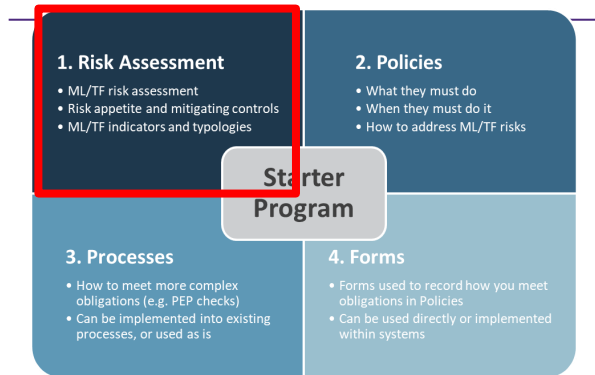 1. Risk Assessment
• ML/TF risk assessment
• Risk appetite and mitigating controls
• ML/TF indicators and typologies
2. Policies
• What they must do
• When they must do it
• How to address ML/TF risks
Starter
Program
3. Processes
• How to meet more complex
obligations (e.g. PEP checks)
• Can be implemented into existing
processes, or used as is
4. Forms
• Forms used to record how you meet
obligations in Policies
• Can be used directly or implemented
within systems